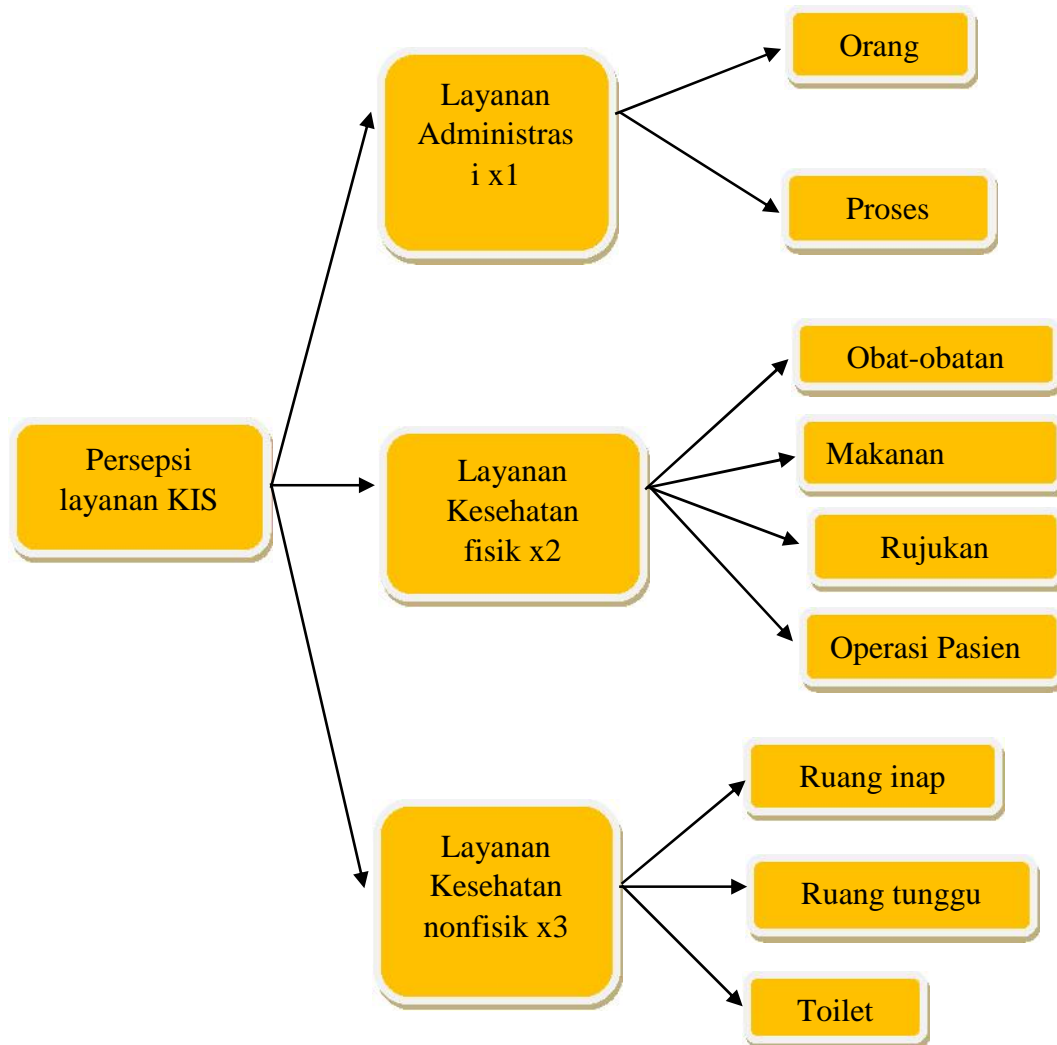 Persepsi
layanan KIS
Layanan
Administras
i x1
Orang
Proses
Layanan
Kesehatan
fisik x2
Obat-obatan
Makanan
Rujukan
Operasi Pasien
Layanan
Kesehatan
nonfisik x3
Ruang inap
Ruang tunggu
Toilet